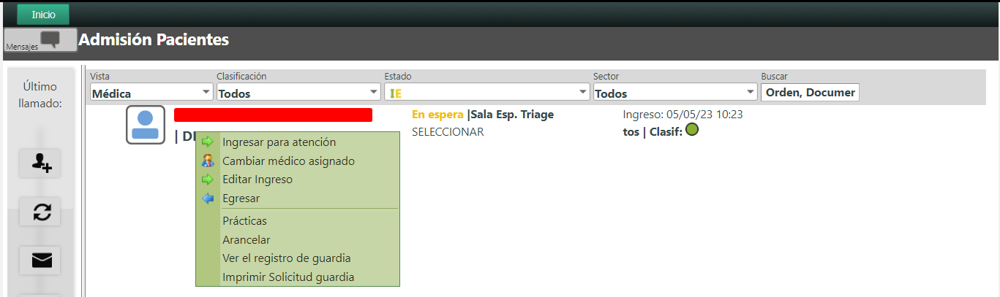 Inicio
Mensajes
Admisión Pacientes
Último
llamado:
Vista
Clasificación
Estado
Sector
Buscar
Médica
Todos
IE
Todos
Orden, Documer
En espera |Sala Esp. Triage
Ingreso: 05/05/23 10:23
SELECCIONAR
tos | Clasif:
Ingresar para atención
Cambiar médico asignado
Editar Ingreso
Egresar
Prácticas
Arancelar
Ver el registro de guardia
Imprimir Solicitud guardia